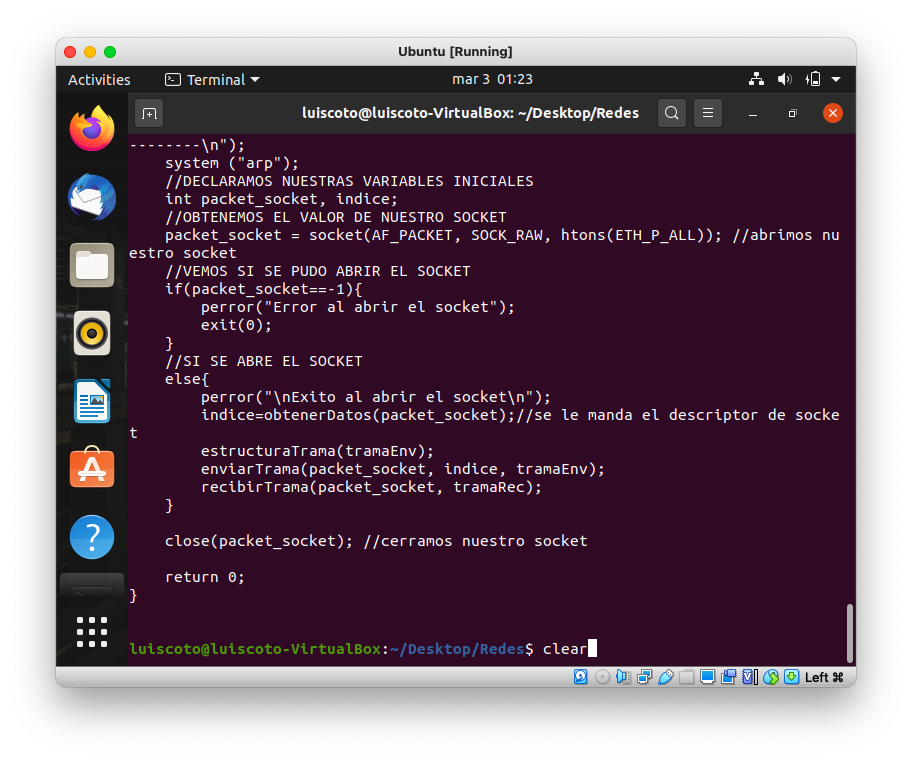 Ubuntu [Running]
Activities Terminal mar 3 01:23
luiscoto@luiscoto-VirtualBox: ~/Desktop/Redes
--------\n");
    system ("arp");
    //DECLARAMOS NUESTRAS VARIABLES INICIALES
    int packet_socket, indice;
    //OBTENEMOS EL VALOR DE NUESTRO SOCKET
    packet_socket = socket(AF_PACKET, SOCK_RAW, htons(ETH_P_ALL)); //abrimos nu
estro socket
    //VEMOS SI SE PUDO ABRIR EL SOCKET
    if(packet_socket==-1){
        perror("Error al abrir el socket");
        exit(0);
    }
    //SI SE ABRE EL SOCKET
    else{
        perror("\nExito al abrir el socket\n");
        indice=obtenerDatos(packet_socket);//se le manda el descriptor de socke
t
        estructuraTrama(tramaEnv);
        enviarTrama(packet_socket, indice, tramaEnv);
        recibirTrama(packet_socket, tramaRec);
    }
    close(packet_socket); //cerramos nuestro socket
    return 0;
}
luiscoto@luiscoto-VirtualBox:~/Desktop/Redes$ clear
Left ⌘